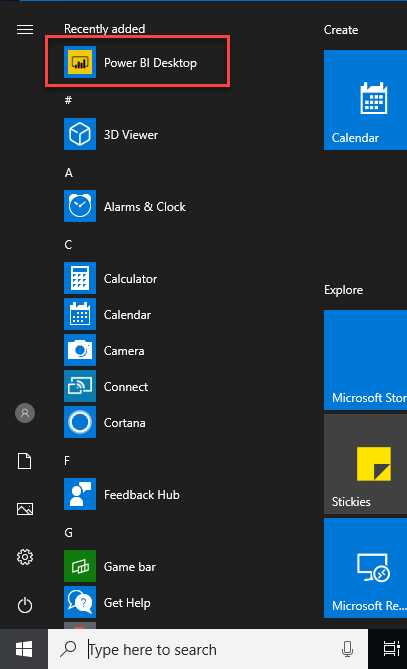 Recently added
Power BI Desktop
#
3D Viewer
A
Alarms & Clock
C
Calculator
Calendar
Camera
Connect
Cortana
F
Feedback Hub
G
Game bar
Get Help
Create
Calendar
Explore
Microsoft Stor
Stickies
Microsoft Re...
Type here to search